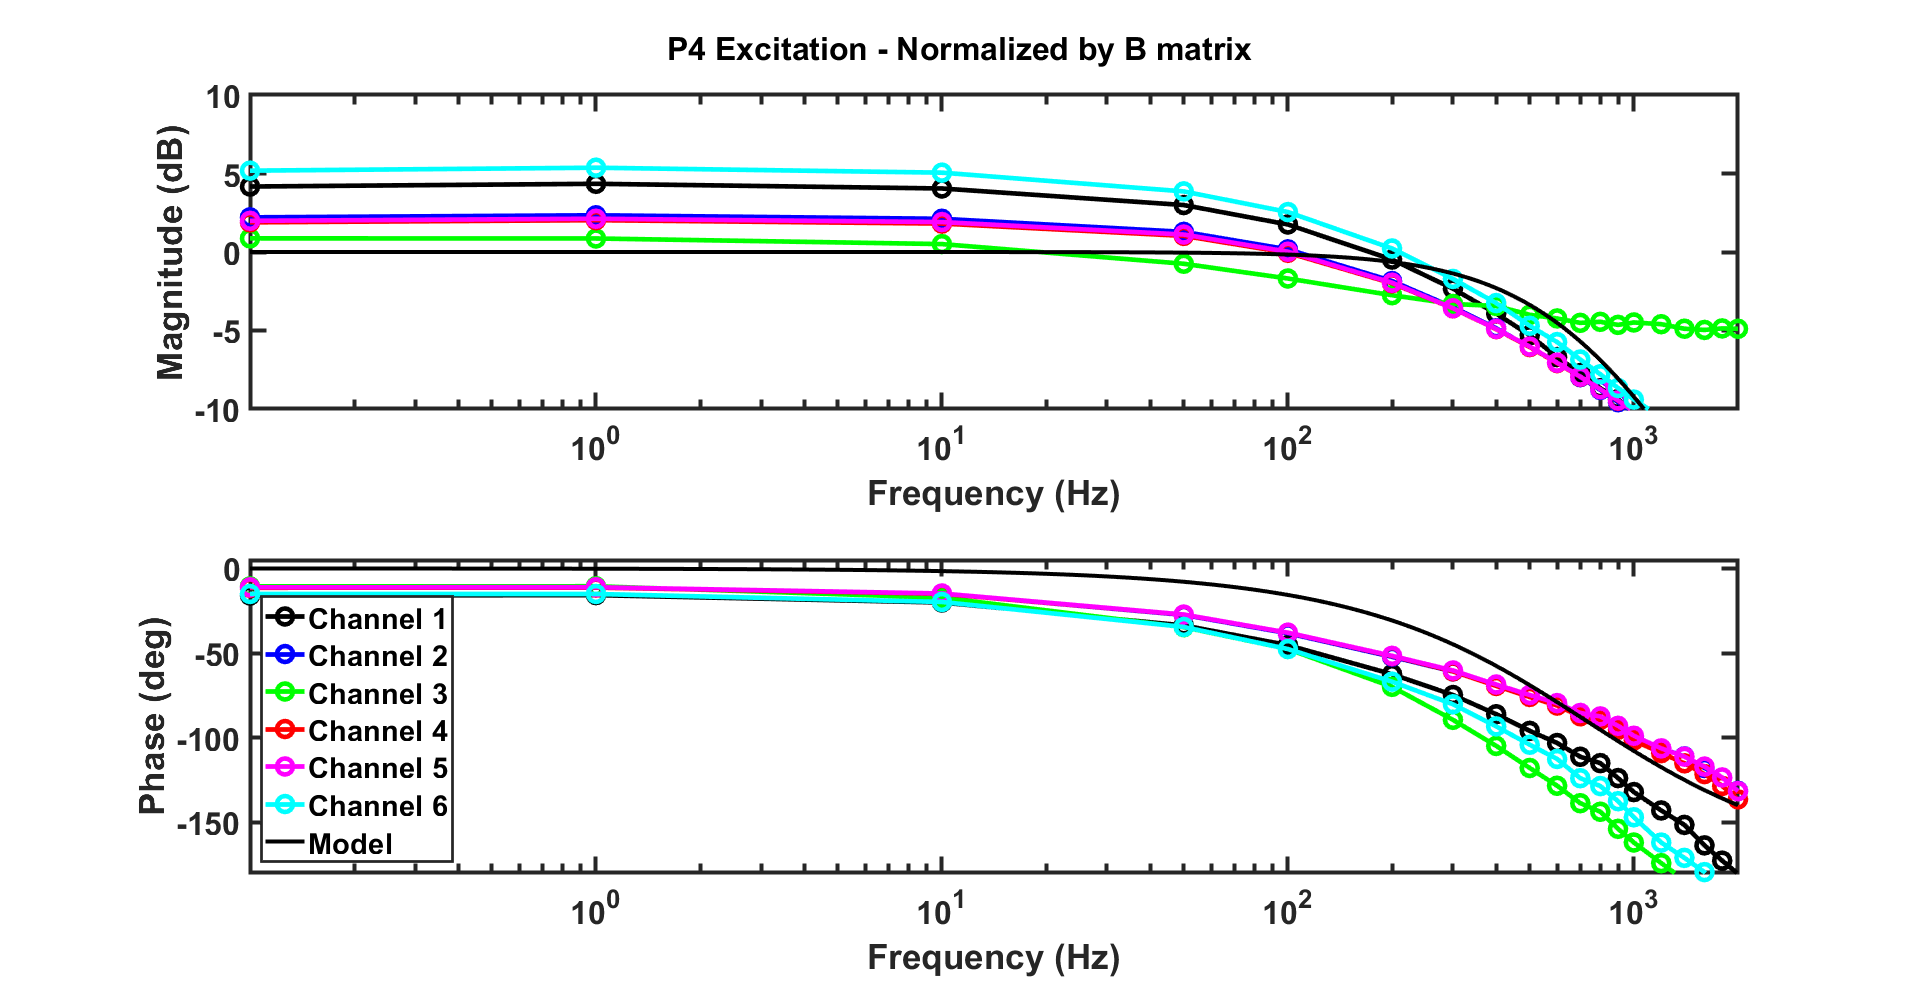 P4 Excitation - Normalized by B matrix
Magnitude (dB)
10
5
0
-5
-10
10^0
10^1
10^2
10^3
Frequency (Hz)
Phase (deg)
0
-50
-100
-150
Channel 1
Channel 2
Channel 3
Channel 4
Channel 5
Channel 6
Model
10^0
10^1
10^2
10^3
Frequency (Hz)